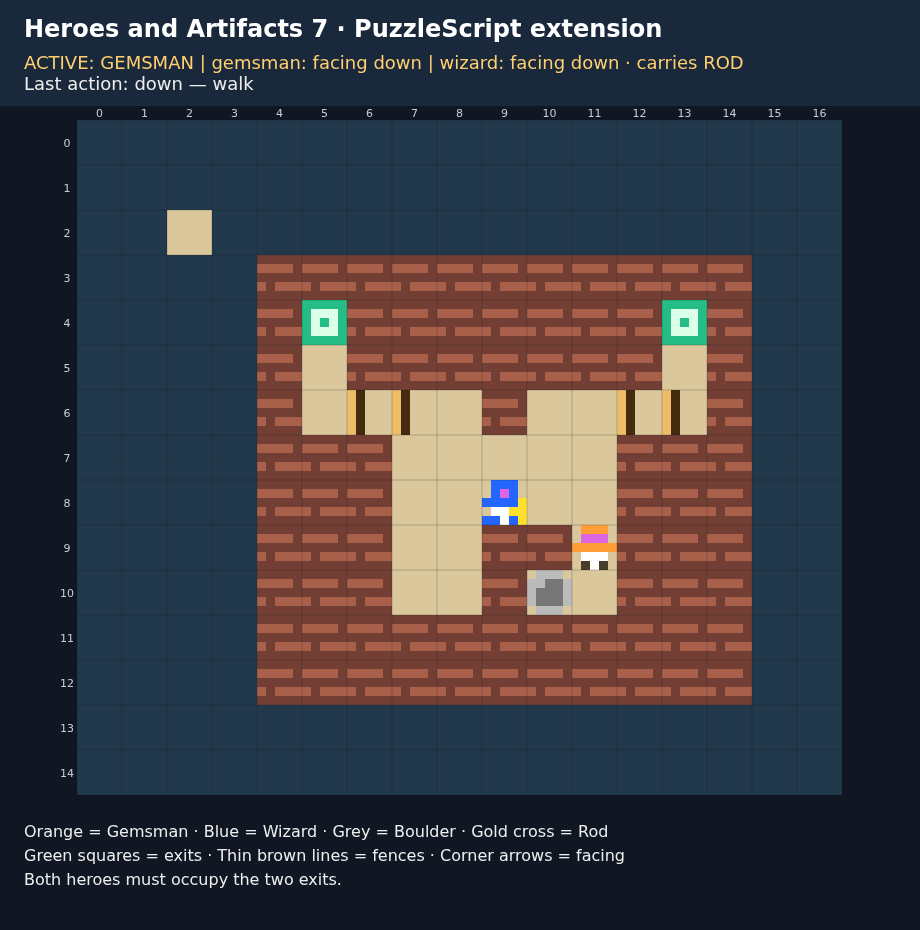 Heroes and Artifacts 7 · PuzzleScript extension
ACTIVE: GEMSMAN | gemsman: facing down | wizard: facing down · carries ROD
Last action: down — walk
0 1 2 3 4 5 6 7 8 9 10 11 12 13 14 15 16
0
1
2
3
4
5
6
7
8
9
10
11
12
13
14
Orange = Gemsman · Blue = Wizard · Grey = Boulder · Gold cross = Rod
Green squares = exits · Thin brown lines = fences · Corner arrows = facing
Both heroes must occupy the two exits.